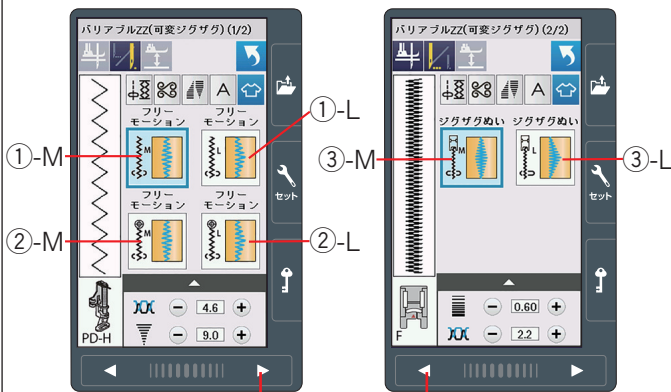 バリアブルZZ(可変ジグザグ) (1/2)
A
フリー
モーション
フリー
モーション
M
L
フリー
モーション
フリー
モーション
M
L
4.6
9.0
PD-H
セット
①-M
①-L
②-M
②-L
バリアブルZZ(可変ジグザグ) (2/2)
A
ジグザグぬい
ジグザグぬい
M
L
0.60
2.2
F
セット
③-M
③-L